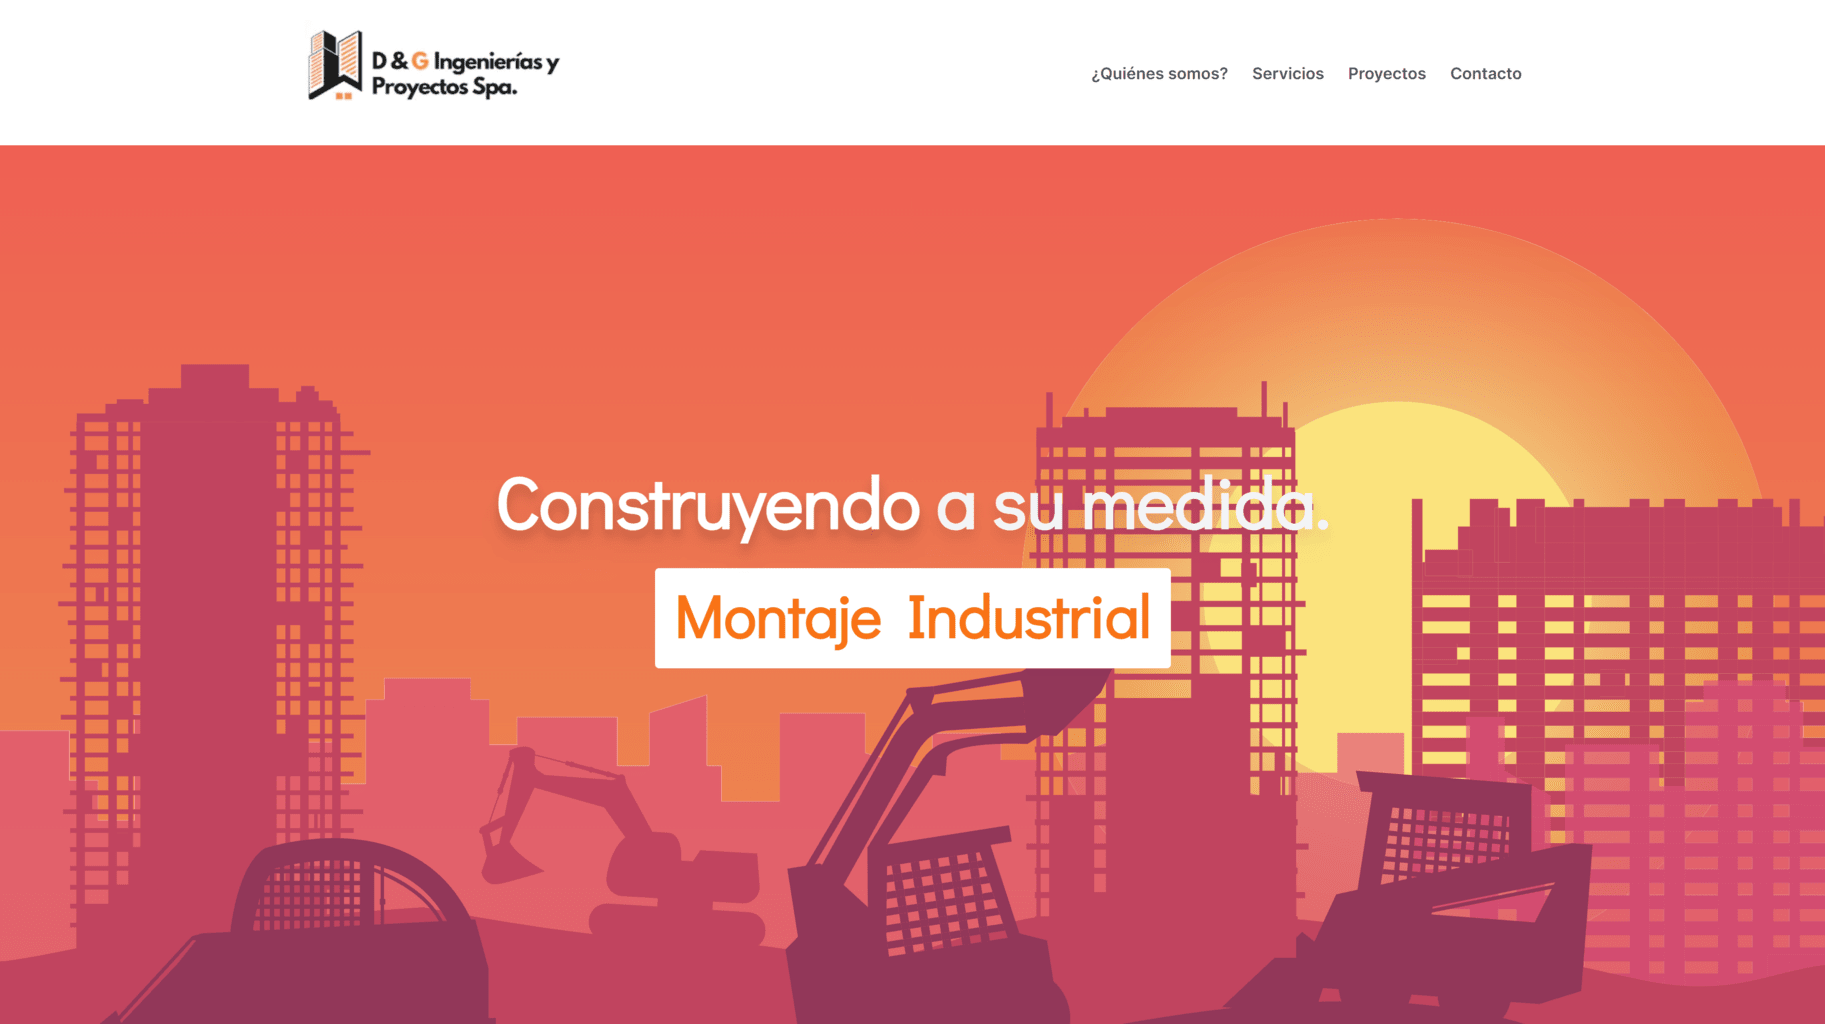 D & G Ingenierías y
Proyectos Spa.
¿Quiénes somos? Servicios Proyectos Contacto
Construyendo a su medida.
Montaje Industrial